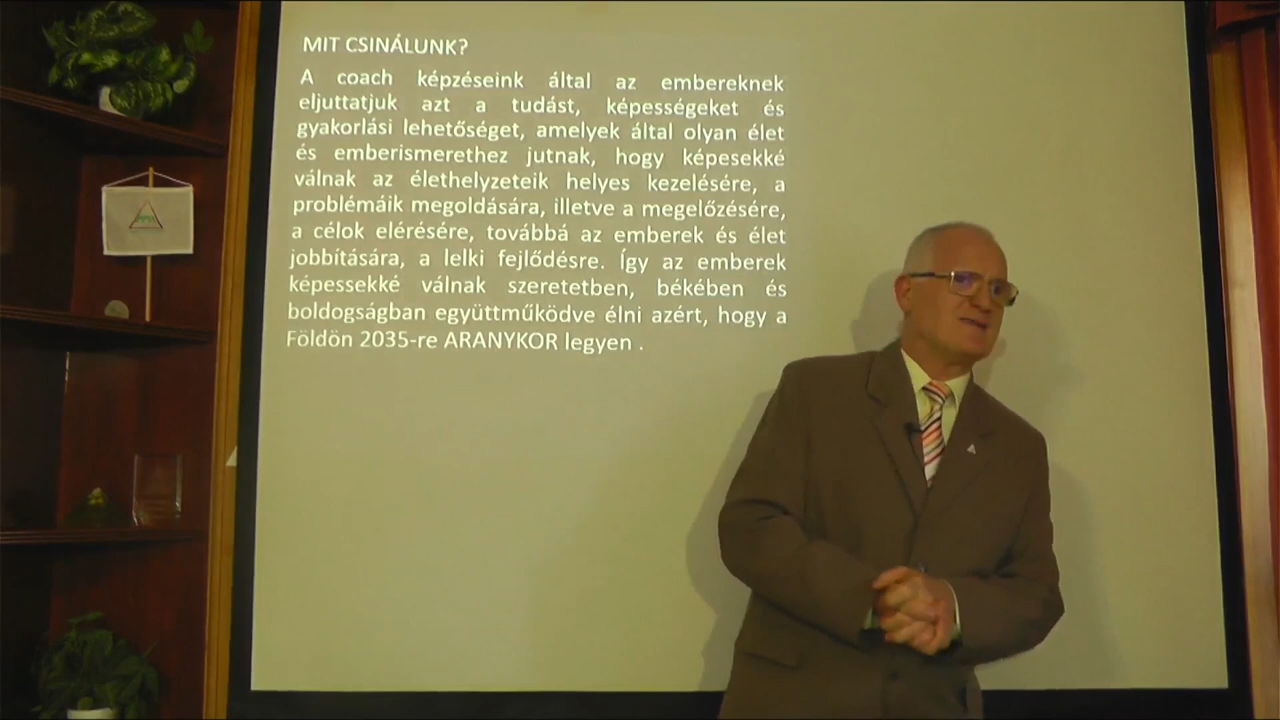 MIT CSINÁLUNK?
A coach képzéseink által az embereknek
eljuttatjuk azt a tudást, képességeket és
gyakorlási lehetőséget, amelyek által olyan élet
és emberismerethez jutnak, hogy képesekké
válnak az élethelyzeteik helyes kezelésére, a
problémáik megoldására, illetve a megelőzésére,
a célok elérésére, továbbá az emberek és élet
jobbítására, a lelki fejlődésre. Így az emberek
képessekké válnak szeretetben, békében és
boldogságban együttműködve élni azért, hogy a
Földön 2035-re ARANYKOR legyen .